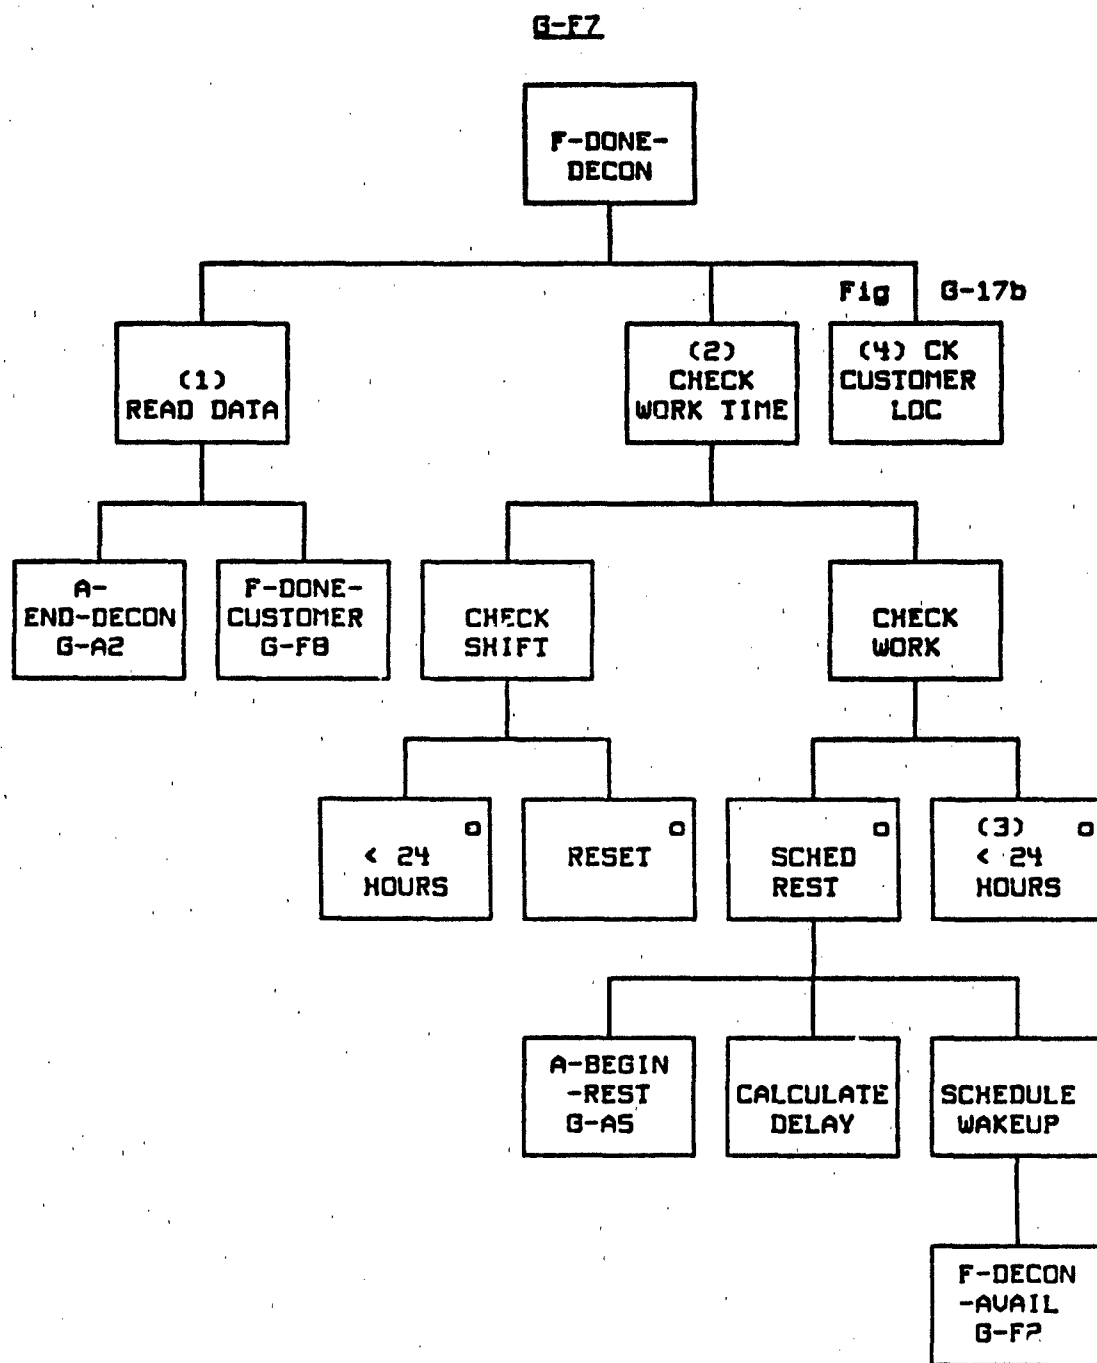 G-F7
F-DONE-
DECON
Fig G-17b
(1)
READ DATA
(2)
CHECK
WORK TIME
(4) CK
CUSTOMER
LOC
A-
END-DECON
G-A2
F-DONE-
CUSTOMER
G-F8
CHECK
SHIFT
CHECK
WORK
< 24
HOURS
RESET
SCHED
REST
(3)
< 24
HOURS
A-BEGIN
-REST
G-A5
CALCULATE
DELAY
SCHEDULE
WAKEUP
F-DECON
-AVAIL
G-F2